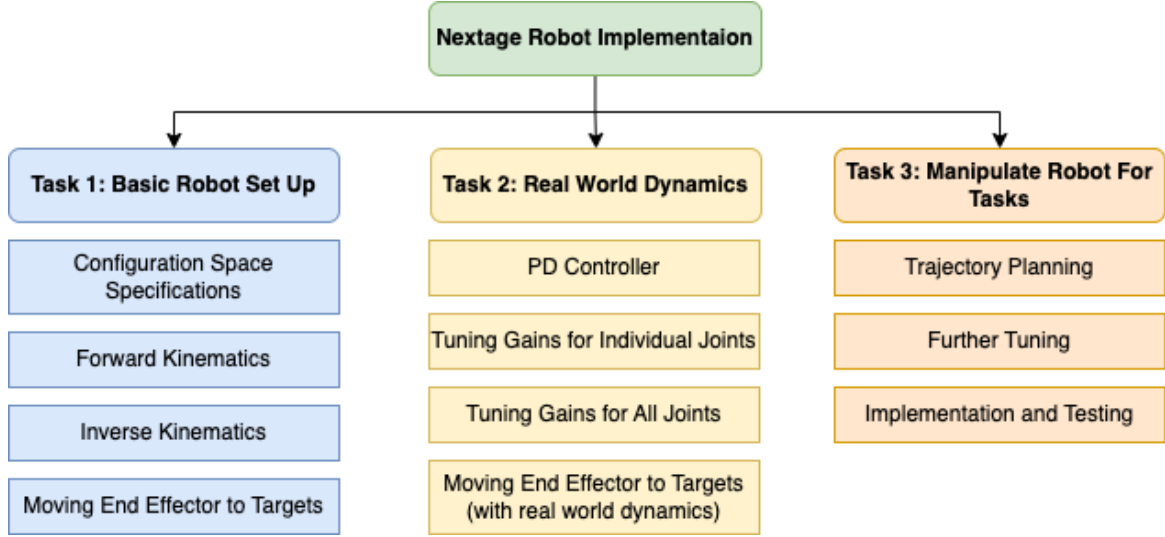 Nextage Robot Implementaion
Task 1: Basic Robot Set Up
Configuration Space
Specifications
Forward Kinematics
Inverse Kinematics
Moving End Effector to Targets
Task 2: Real World Dynamics
PD Controller
Tuning Gains for Individual Joints
Tuning Gains for All Joints
Moving End Effector to Targets
(with real world dynamics)
Task 3: Manipulate Robot For
Tasks
Trajectory Planning
Further Tuning
Implementation and Testing